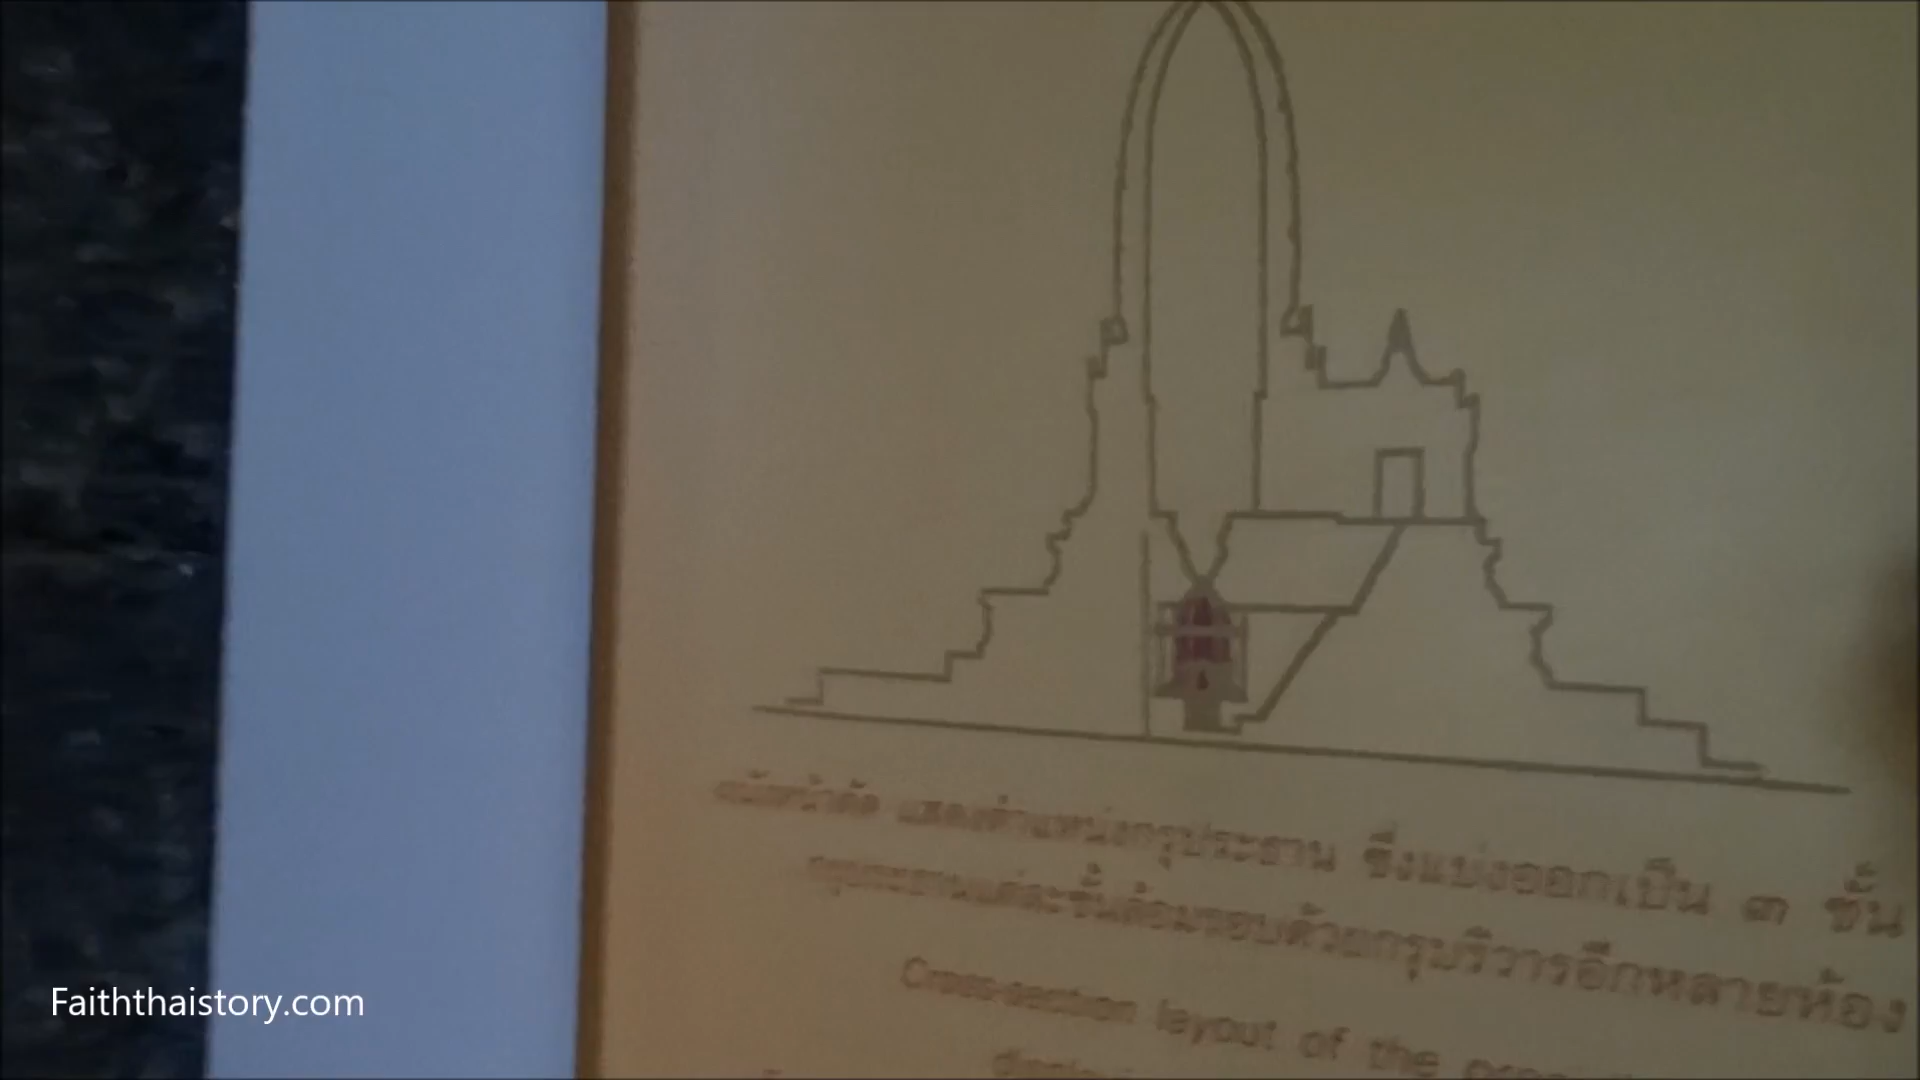 แสดงตำแหน่งกรุประธาน ซึ่งแบ่งออกเป็น ๓ ชั้น
กรุประธานแต่ละชั้นล้อมรอบด้วยกรุบริวารอีกหลายห้อง
Cross-section layout of the
Faiththaistory.com